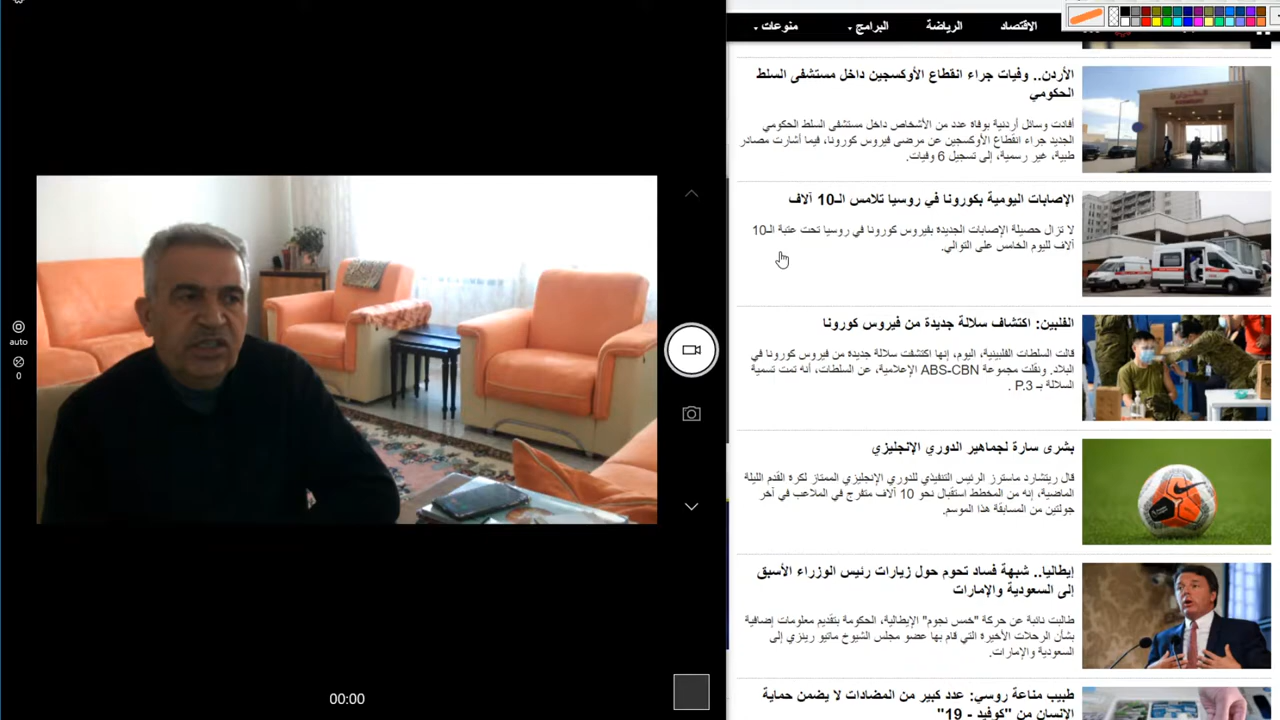 الاقتصاد
الرياضة
البرامج
منوعات
الأردن.. وفيات جراء انقطاع الأوكسجين داخل مستشفى السلط
الحكومي
أفادت وسائل أردنية بوفاة عدد من الأشخاص داخل مستشفى السلط الحكومي
الجديد جراء انقطاع الأوكسجين عن مرضى فيروس كورونا، فيما أشارت مصادر
طبية، غير رسمية، إلى تسجيل 6 وفيات.
الإصابات اليومية بكورونا في روسيا تلامس الـ10 آلاف
لا تزال حصيلة الإصابات الجديدة بفيروس كورونا في روسيا تحت عتبة الـ10
آلاف لليوم الخامس على التوالي.
الفلبين: اكتشاف سلالة جديدة من فيروس كورونا
قالت السلطات الفلبينية، اليوم، إنها اكتشفت سلالة جديدة من فيروس كورونا في
البلاد. ونقلت مجموعة ABS-CBN الإعلامية، عن السلطات، أنه تمت تسمية
السلالة بـ P.3 .
بشرى سارة لجماهير الدوري الإنجليزي
قال ريتشارد ماسترز الرئيس التنفيذي للدوري الإنجليزي الممتاز لكرة القدم الليلة
الماضية، إنه من المخطط استقبال نحو 10 آلاف متفرج في الملاعب في آخر
جولتين من المسابقة هذا الموسم.
إيطاليا.. شبهة فساد تحوم حول زيارات رئيس الوزراء الأسبق
إلى السعودية والإمارات
طالبت نائبة عن حركة "خمس نجوم" الإيطالية، الحكومة بتقديم معلومات إضافية
بشأن الرحلات الأخيرة التي قام بها عضو مجلس الشيوخ ماتيو رينزي إلى
السعودية والإمارات.
طبيب مناعة روسي: عدد كبير من المضادات لا يضمن حماية
الإنسان من "كوفيد - 19"
auto
0
00:00